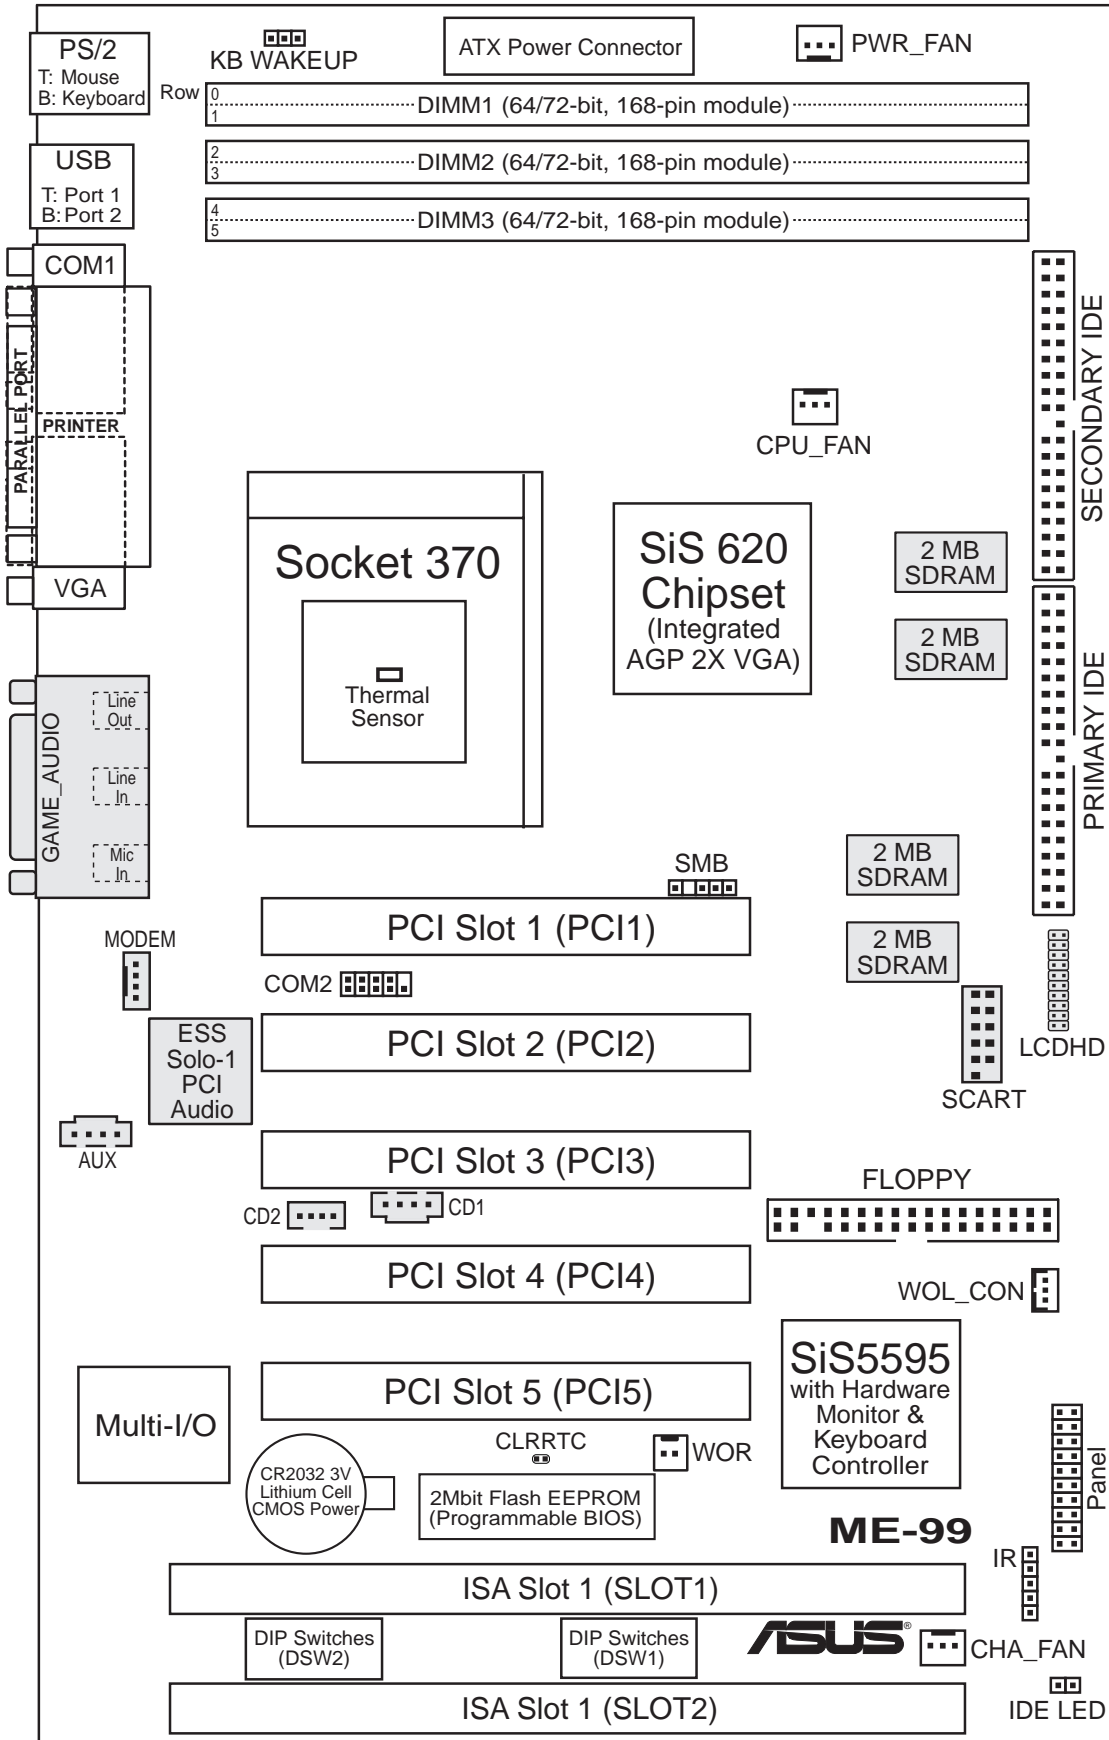 PS/2
T: Mouse
B: Keyboard
KB WAKEUP
ATX Power Connector
PWR_FAN
Row
0
1
DIMM1 (64/72-bit, 168-pin module)
USB
T: Port 1
B: Port 2
2
3
DIMM2 (64/72-bit, 168-pin module)
4
5
DIMM3 (64/72-bit, 168-pin module)
COM1
PARALLEL PORT
PRINTER
VGA
SECONDARY IDE
CPU_FAN
Socket 370
Thermal
Sensor
SiS 620
Chipset
(Integrated
AGP 2X VGA)
2 MB
SDRAM
2 MB
SDRAM
PRIMARY IDE
GAME_AUDIO
Line
Out
Line
In
Mic
In
SMB
2 MB
SDRAM
2 MB
SDRAM
PCI Slot 1 (PCI1)
MODEM
COM2
LCDHD
SCART
ESS
Solo-1
PCI
Audio
PCI Slot 2 (PCI2)
AUX
PCI Slot 3 (PCI3)
FLOPPY
CD2
CD1
PCI Slot 4 (PCI4)
WOL_CON
SiS5595
with Hardware
Monitor &
Keyboard
Controller
Multi-I/O
PCI Slot 5 (PCI5)
Panel
CLRRTC
WOR
CR2032 3V
Lithium Cell
CMOS Power
2Mbit Flash EEPROM
(Programmable BIOS)
ME-99
IR
ISA Slot 1 (SLOT1)
DIP Switches
(DSW2)
DIP Switches
(DSW1)
ASUS®
CHA_FAN
ISA Slot 1 (SLOT2)
IDE LED